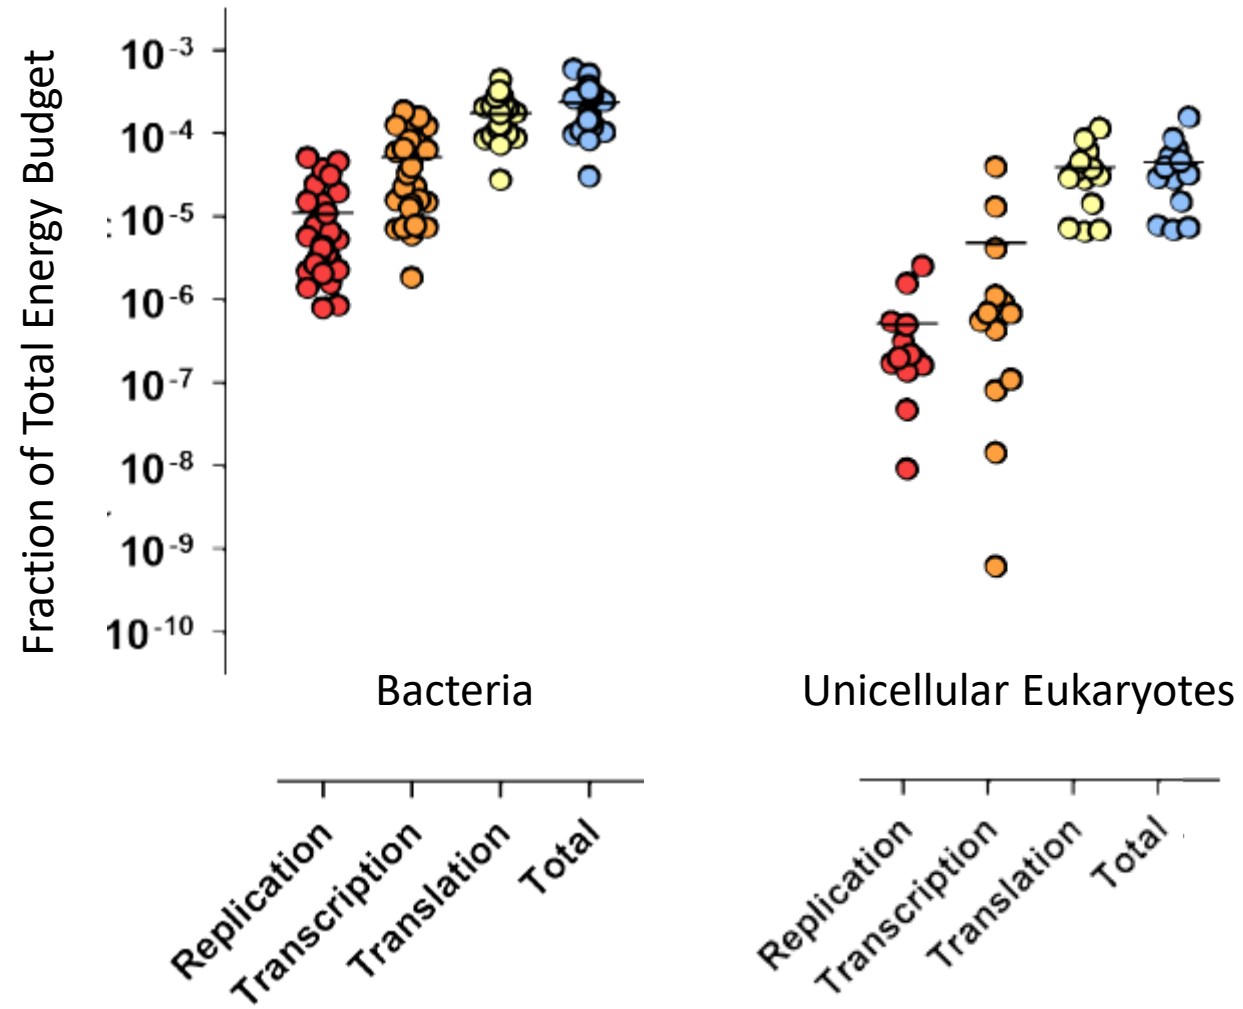 Fraction of Total Energy Budget
10-3
10-4
10-5
10-6
10-7
10-8
10-9
10-10
Bacteria
Unicellular Eukaryotes
Replication
Transcription
Translation
Total
Replication
Transcription
Translation
Total